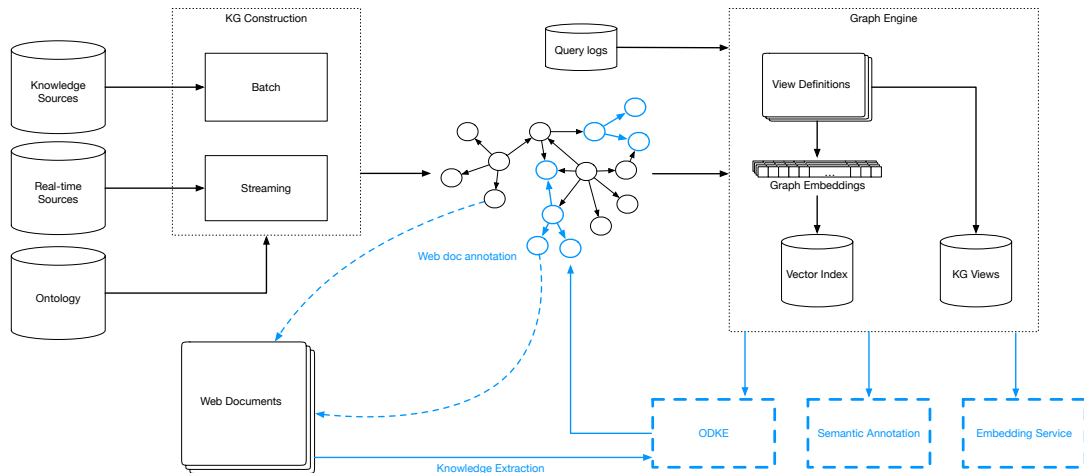 KG Construction
Graph Engine
Knowledge
Sources
Batch
Query logs
View Definitions
Real-time
Sources
Streaming
...
Graph Embeddings
Web doc annotation
Ontology
Vector Index
KG Views
Web Documents
ODKE
Semantic Annotation
Embedding Service
Knowledge Extraction